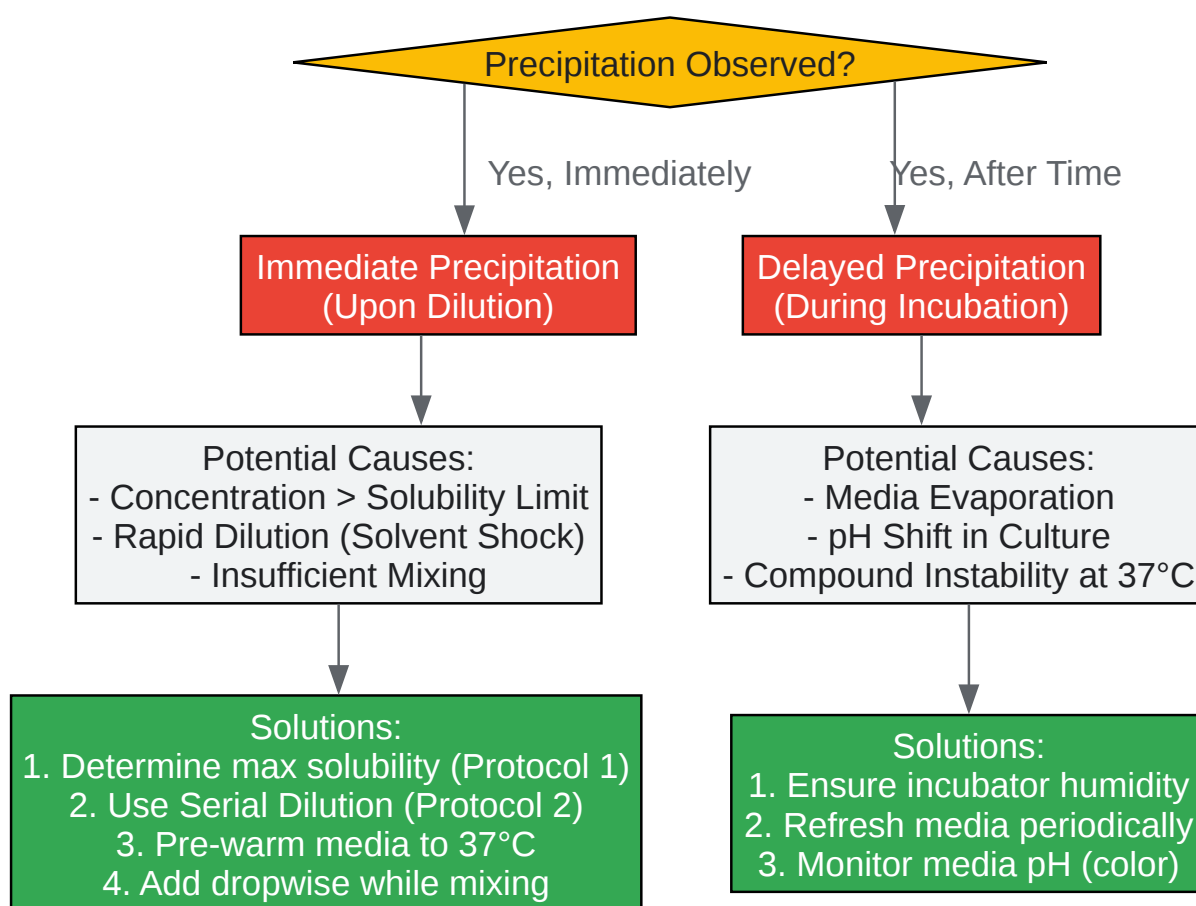 Precipitation Observed?
Yes, Immediately
Yes, After Time
Immediate Precipitation
(Upon Dilution)
Delayed Precipitation
(During Incubation)
Potential Causes:
- Concentration > Solubility Limit
- Rapid Dilution (Solvent Shock)
- Insufficient Mixing
Potential Causes:
- Media Evaporation
- pH Shift in Culture
- Compound Instability at 37°C
Solutions:
1. Determine max solubility (Protocol 1)
2. Use Serial Dilution (Protocol 2)
3. Pre-warm media to 37°C
4. Add dropwise while mixing
Solutions:
1. Ensure incubator humidity
2. Refresh media periodically
3. Monitor media pH (color)